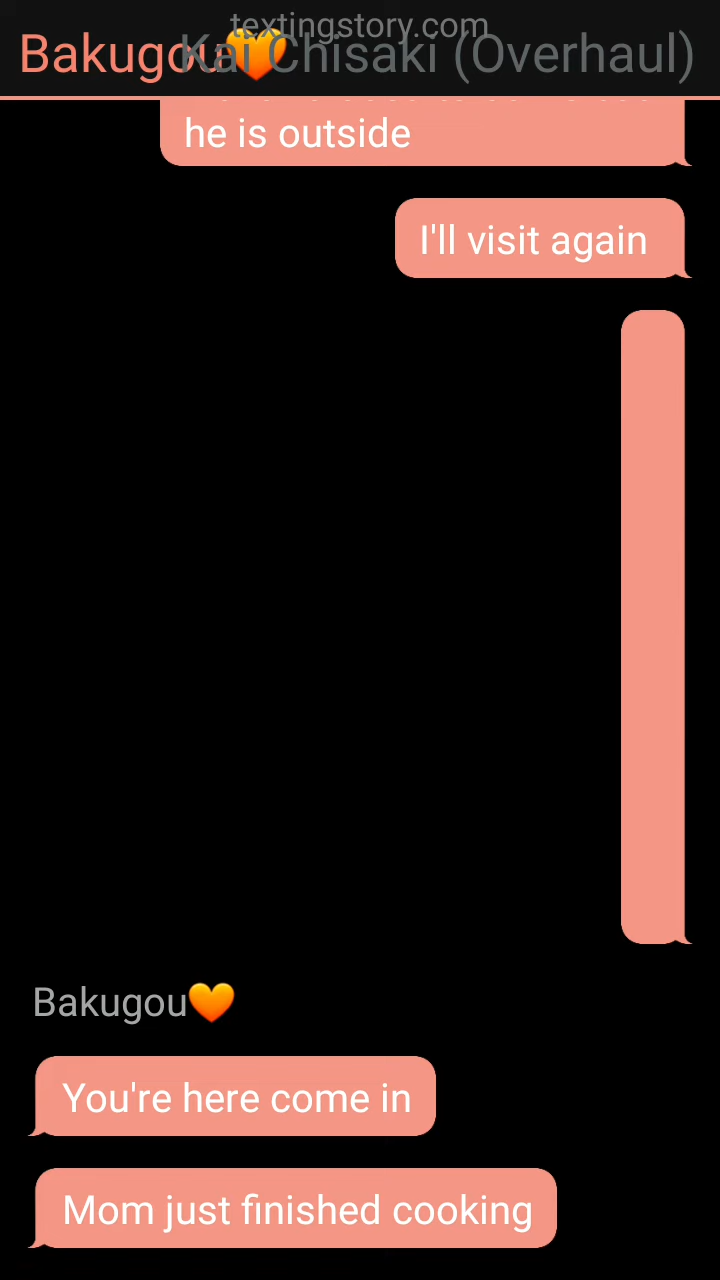 textingstory.com
Bakugou🧡
Kai Chisaki (Overhaul)
he is outside
I'll visit again
Bakugou🧡
You're here come in
Mom just finished cooking